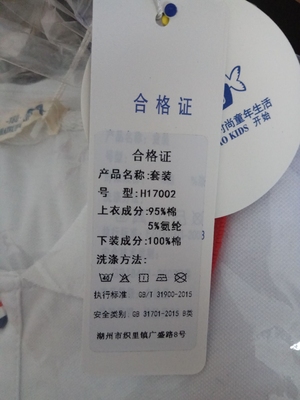 合格证
时尚童年生活
开始
AO KIDS
合格证
产品名称:套装
号 型:H17002
上衣成分:95%棉
5%氨纶
下装成分:100%棉
洗涤方法:
执行标准: GB/T 31900-2015
安全类别: GB 31701-2015 B类
湖州市织里镇广盛路8号